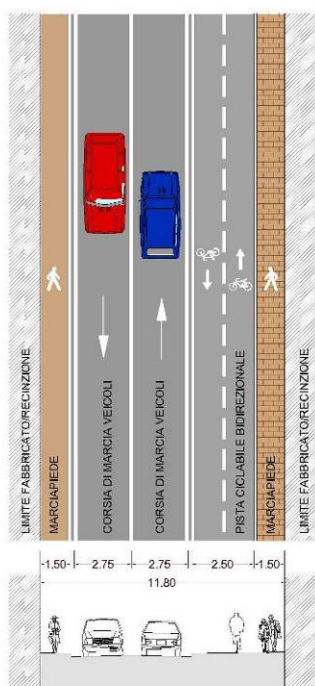 LIMITE FABBRICATO/RECINZIONE
MARCIAPIEDE
CORSIA DI MARCIA VEICOLI
CORSIA DI MARCIA VEICOLI
PISTA CICLABILE BIDIREZIONALE
MARCIAPIEDE
LIMITE FABBRICATO/RECINZIONE
1.50 2.75 2.75 2.50 1.50
11.80